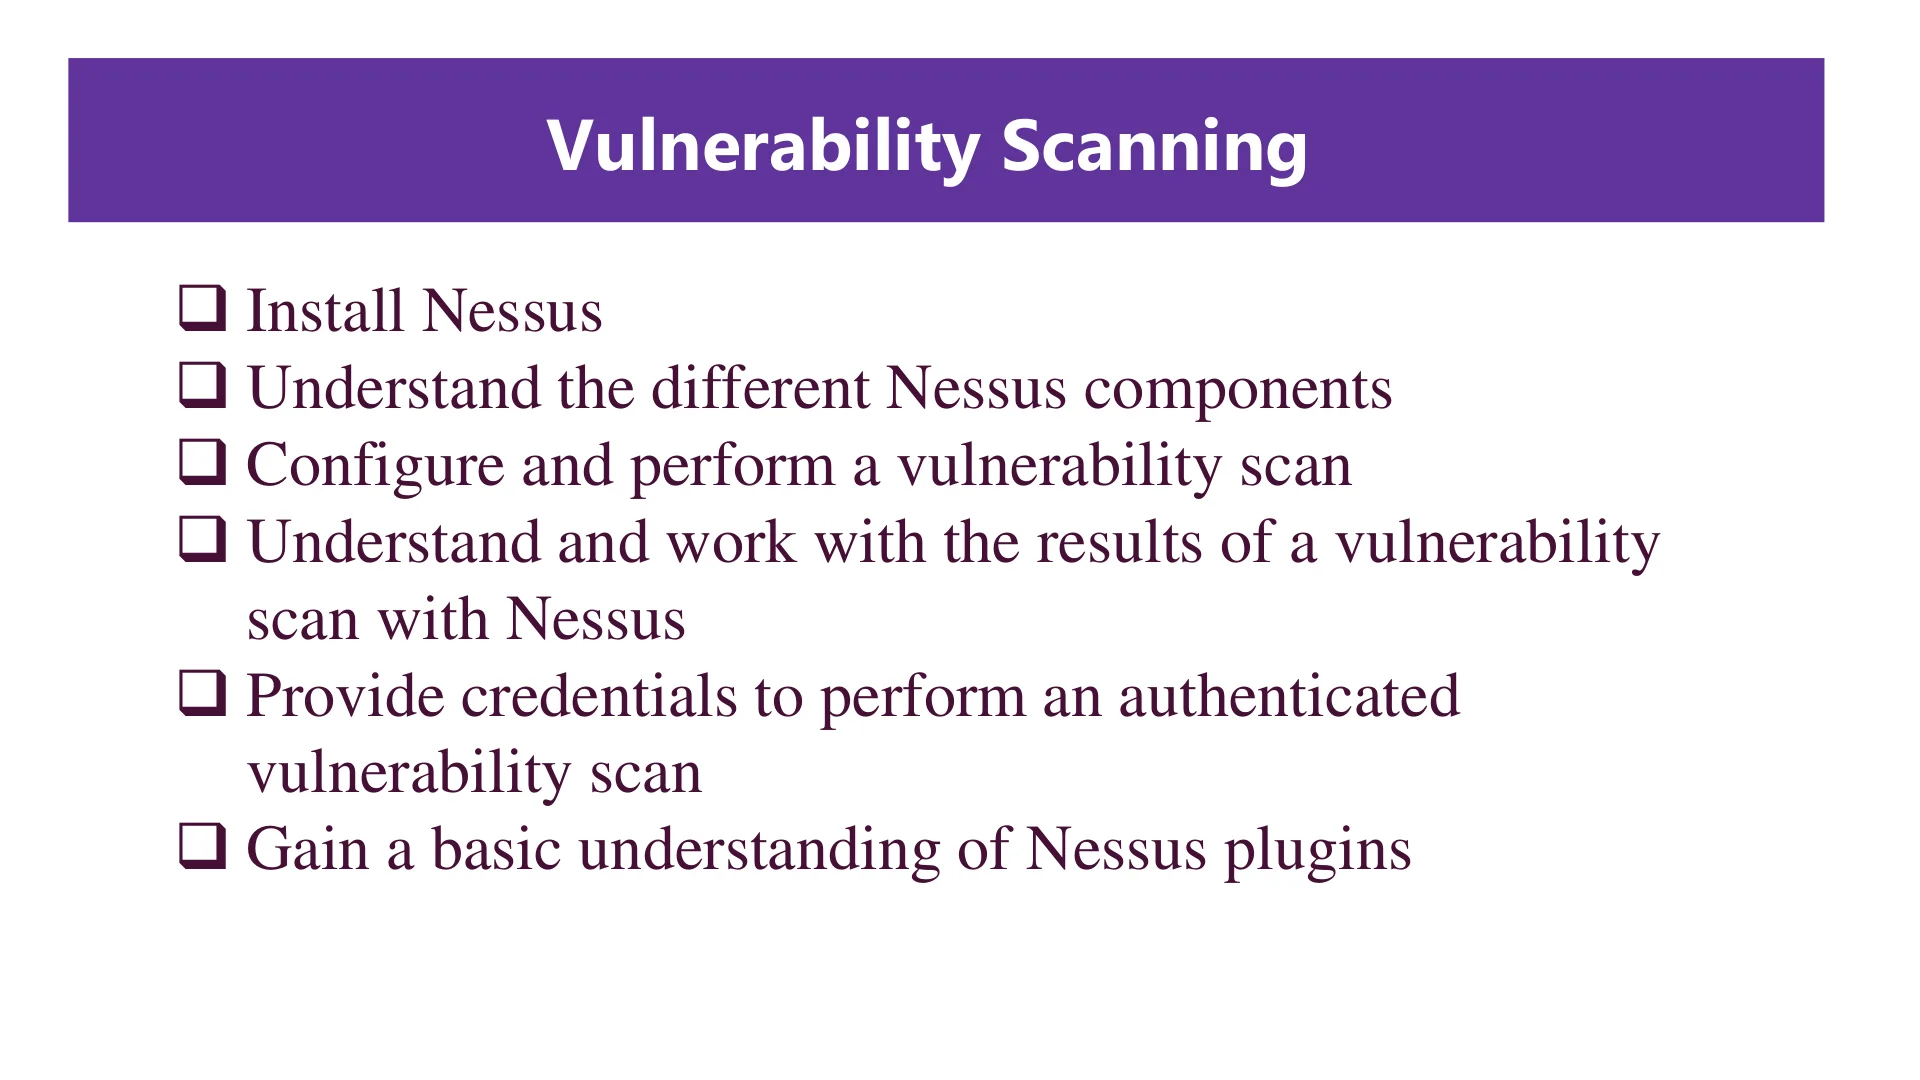 Vulnerability Scanning
❑ Install Nessus
❑ Understand the different Nessus components
❑ Configure and perform a vulnerability scan
❑ Understand and work with the results of a vulnerability
scan with Nessus
❑ Provide credentials to perform an authenticated
vulnerability scan
❑ Gain a basic understanding of Nessus plugins